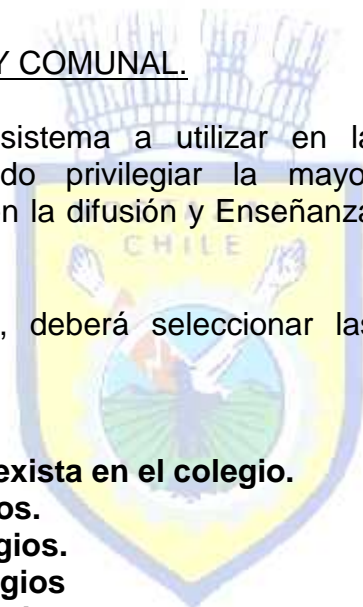 Y COMUNAL.
sistema a utilizar en la
do privilegiar la mayo
n la difusión y Enseñanza
CHILE
, deberá seleccionar las
exista en el colegio.
os.
gios.
egios